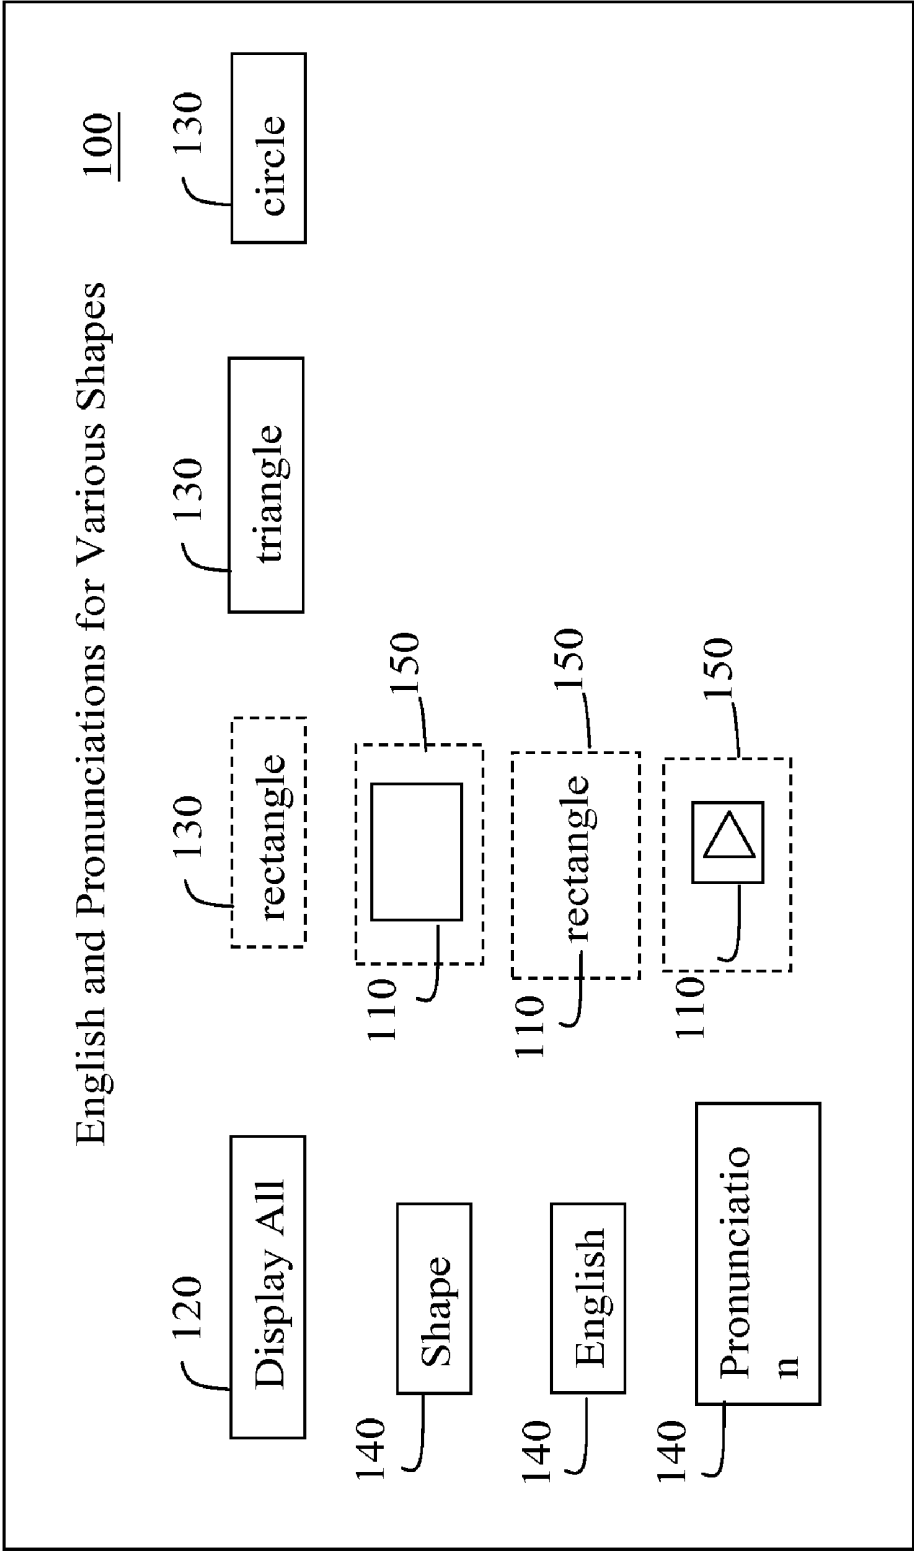 English and Pronunciations for Various Shapes
100
120
130
130
130
Display All
rectangle
triangle
circle
140
Shape
110
150
140
English
110
rectangle
150
140
Pronunciatio
n
110
150